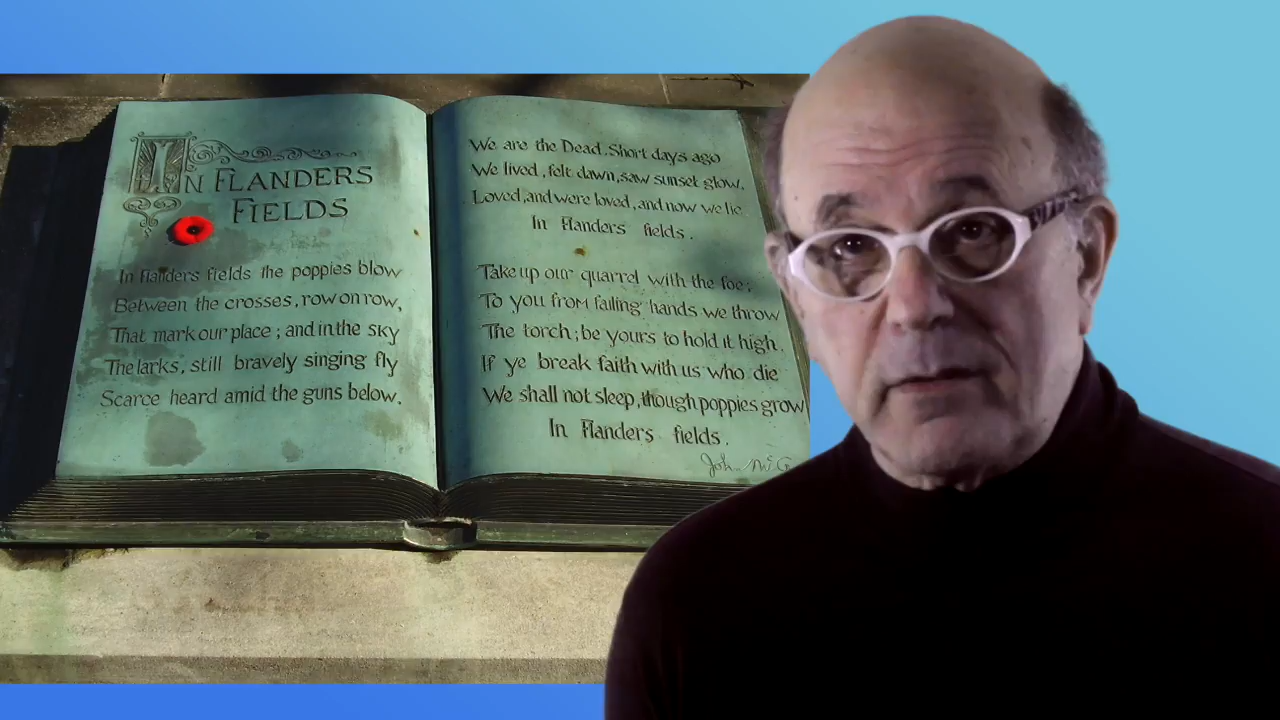 IN FLANDERS
FIELDS
In Flanders fields the poppies blow
Between the crosses, row on row,
That mark our place; and in the sky
The larks, still bravely singing fly
Scarce heard amid the guns below.
We are the Dead. Short days ago
We lived, felt dawn, saw sunset glow,
Loved, and were loved, and now we lie
In Flanders fields.
Take up our quarrel with the foe;
To you from failing hands we throw
The torch; be yours to hold it high.
If ye break faith with us who die
We shall not sleep, though poppies grow
In Flanders fields.
John McC